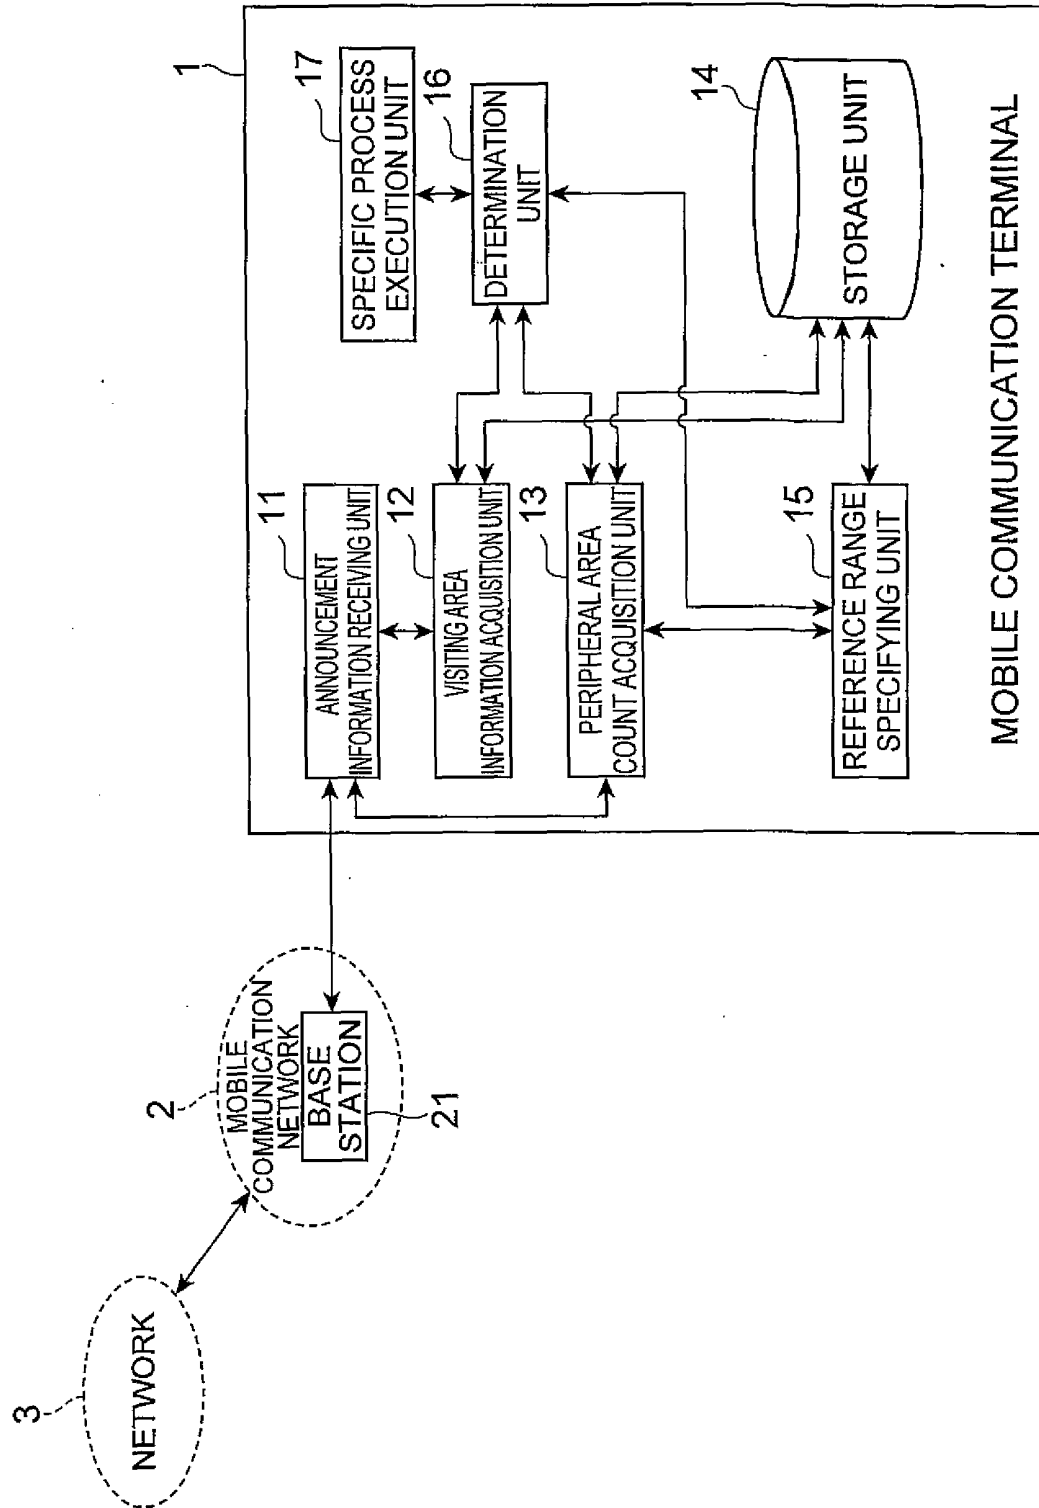 3
NETWORK
2
MOBILE
COMMUNICATION
NETWORK
BASE
STATION
21
1
11
ANNOUNCEMENT
INFORMATION RECEIVING UNIT
12
VISITING AREA
INFORMATION ACQUISITION UNIT
13
PERIPHERAL AREA
COUNT ACQUISITION UNIT
15
REFERENCE RANGE
SPECIFYING UNIT
17
SPECIFIC PROCESS
EXECUTION UNIT
16
DETERMINATION
UNIT
14
STORAGE UNIT
MOBILE COMMUNICATION TERMINAL